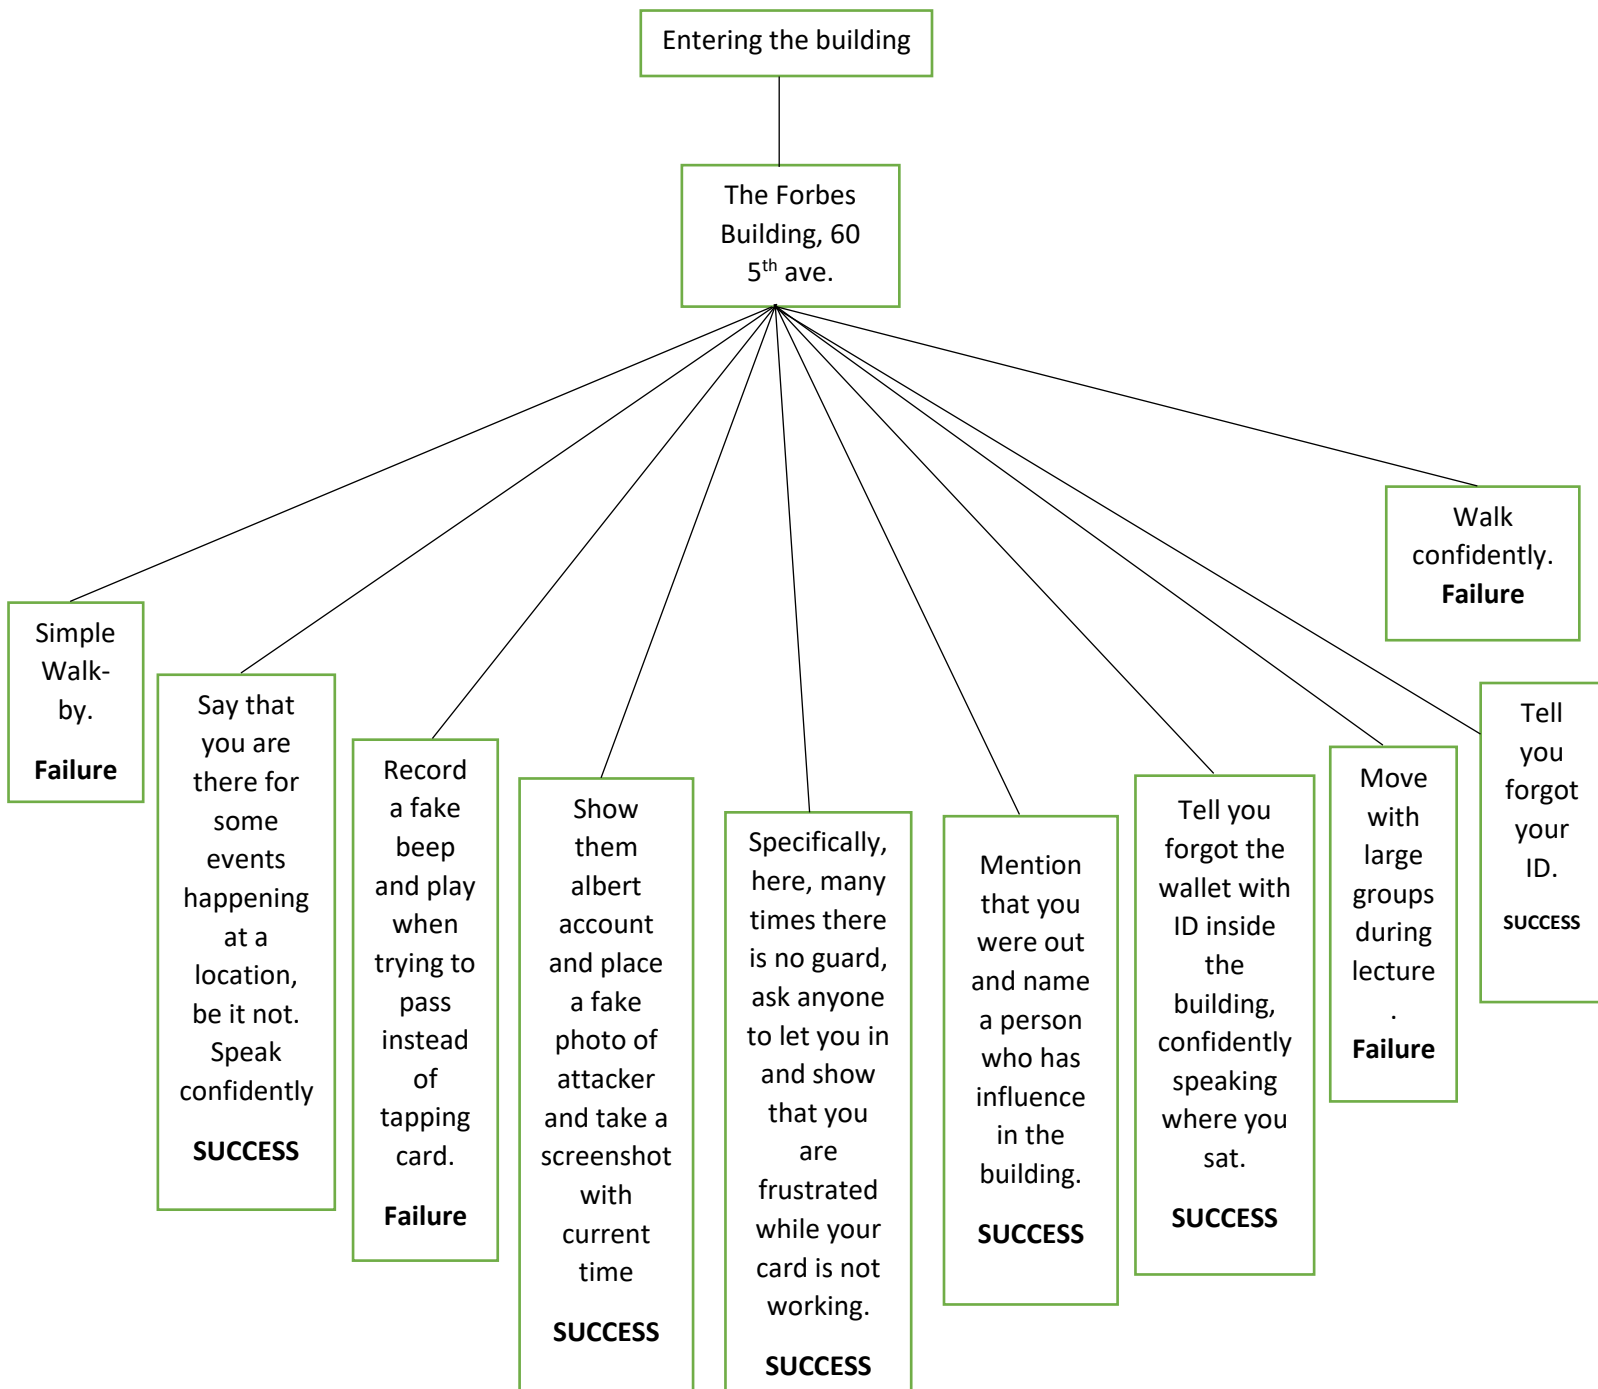 Entering the building
The Forbes
Building, 60
5th ave.
Walk
confidently.
Failure
Simple
Walk-
by.
Failure
Say that
you are
there for
some
events
happening
at a
location,
be it not.
Speak
confidently
SUCCESS
Record
a fake
beep
and play
when
trying to
pass
instead
of
tapping
card.
Failure
Show
them
albert
account
and place
a fake
photo of
attacker
and take a
screenshot
with
current
time
SUCCESS
Specifically,
here, many
times there
is no guard,
ask anyone
to let you in
and show
that you
are
frustrated
while your
card is not
working.
SUCCESS
Mention
that you
were out
and name
a person
who has
influence
in the
building.
SUCCESS
Tell you
forgot the
wallet with
ID inside
the
building,
confidently
speaking
where you
sat.
SUCCESS
Move
with
large
groups
during
lecture
.
Failure
Tell
you
forgot
your
ID.
SUCCESS